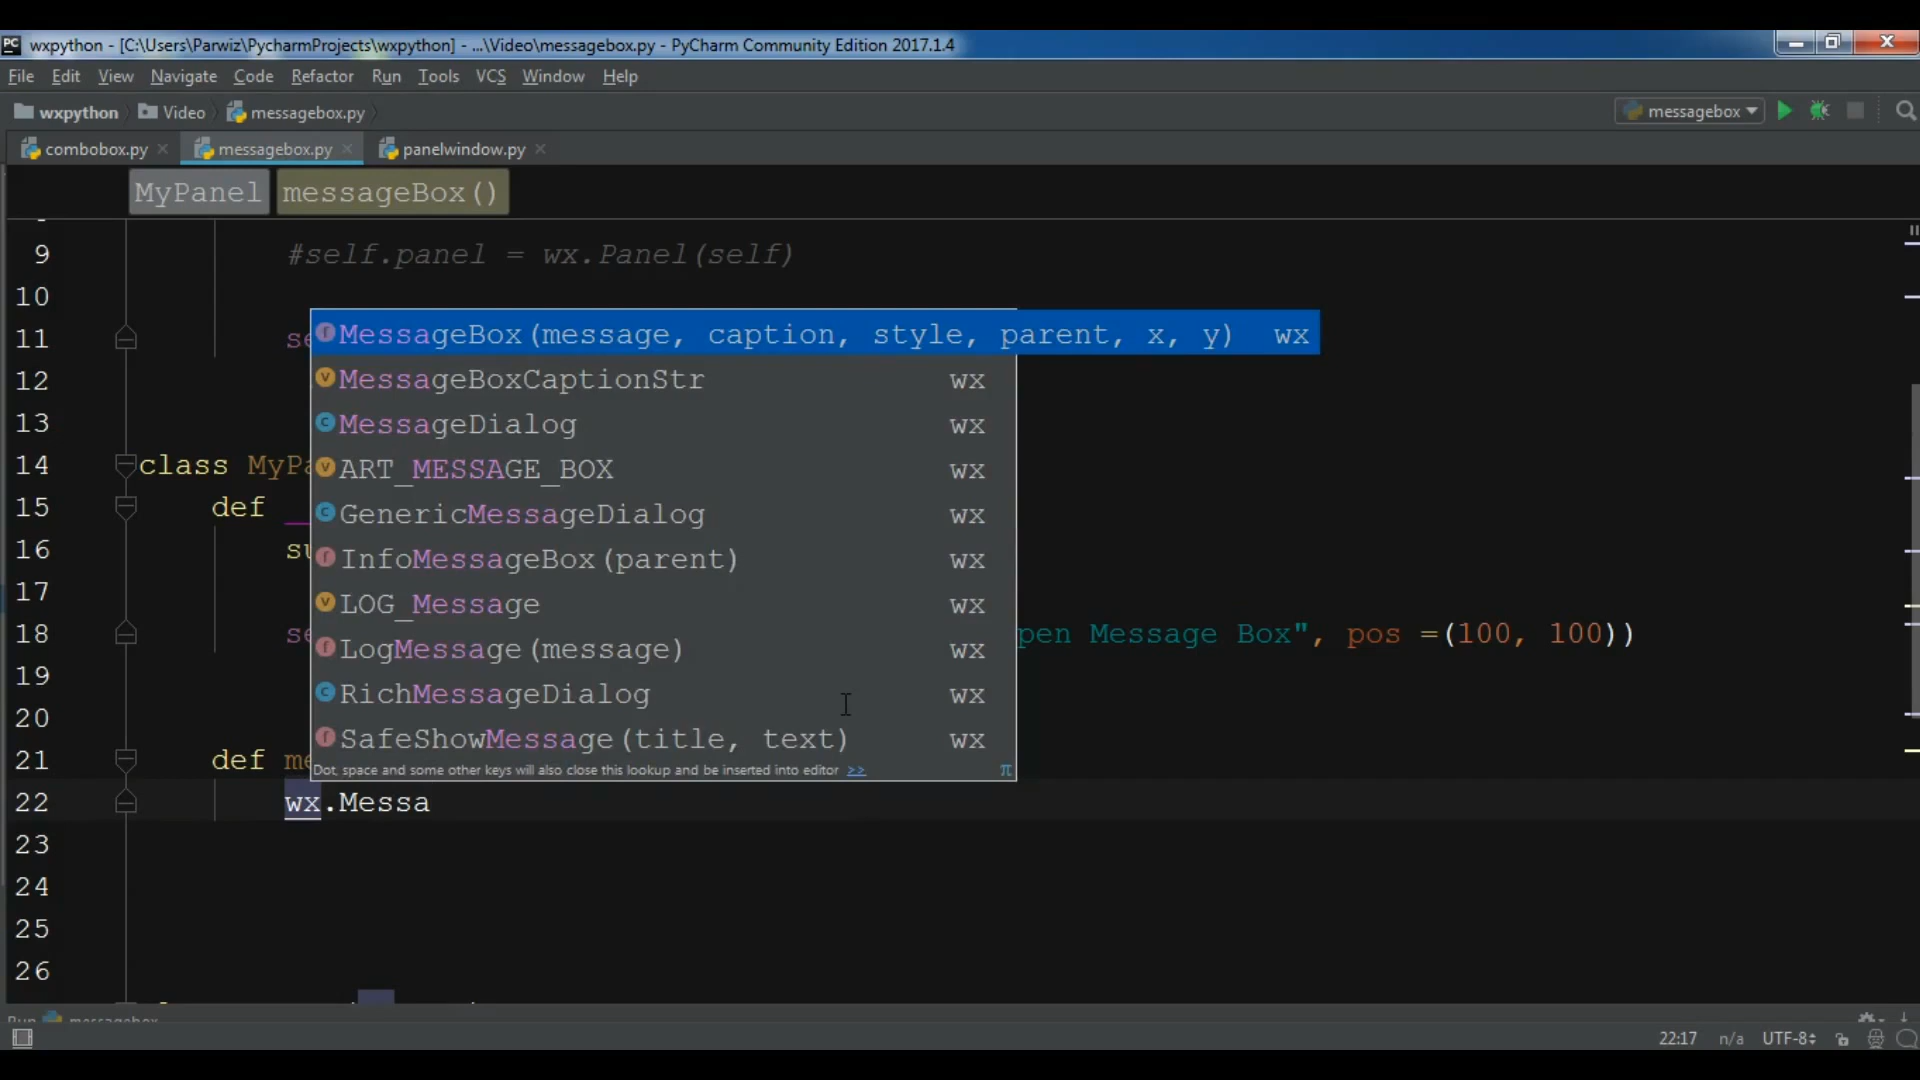 PC wxpython - [C:\Users\Parwiz\PycharmProjects\wxpython] - ...\Video\messagebox.py - PyCharm Community Edition 2017.1.4
File Edit View Navigate Code Refactor Run Tools VCS Window Help
wxpython Video messagebox.py messagebox
combobox.py messagebox.py panelwindow.py
MyPanel messageBox()
9 #self.panel = wx.Panel(self)
10
11 se
MessageBox(message, caption, style, parent, x, y) wx
12
MessageBoxCaptionStr wx
13
MessageDialog wx
14 class MyPa
ART_MESSAGE_BOX wx
15 def __
GenericMessageDialog wx
16 su
InfoMessageBox(parent) wx
17
LOG_Message wx
18 se pen Message Box", pos =(100, 100))
LogMessage(message) wx
19
RichMessageDialog wx
20
SafeShowMessage(title, text) wx
21 def me
Dot, space and some other keys will also close this lookup and be inserted into editor >> π
22 wx.Messa
23
24
25
26
Run messagebox
22:17 n/a UTF-8